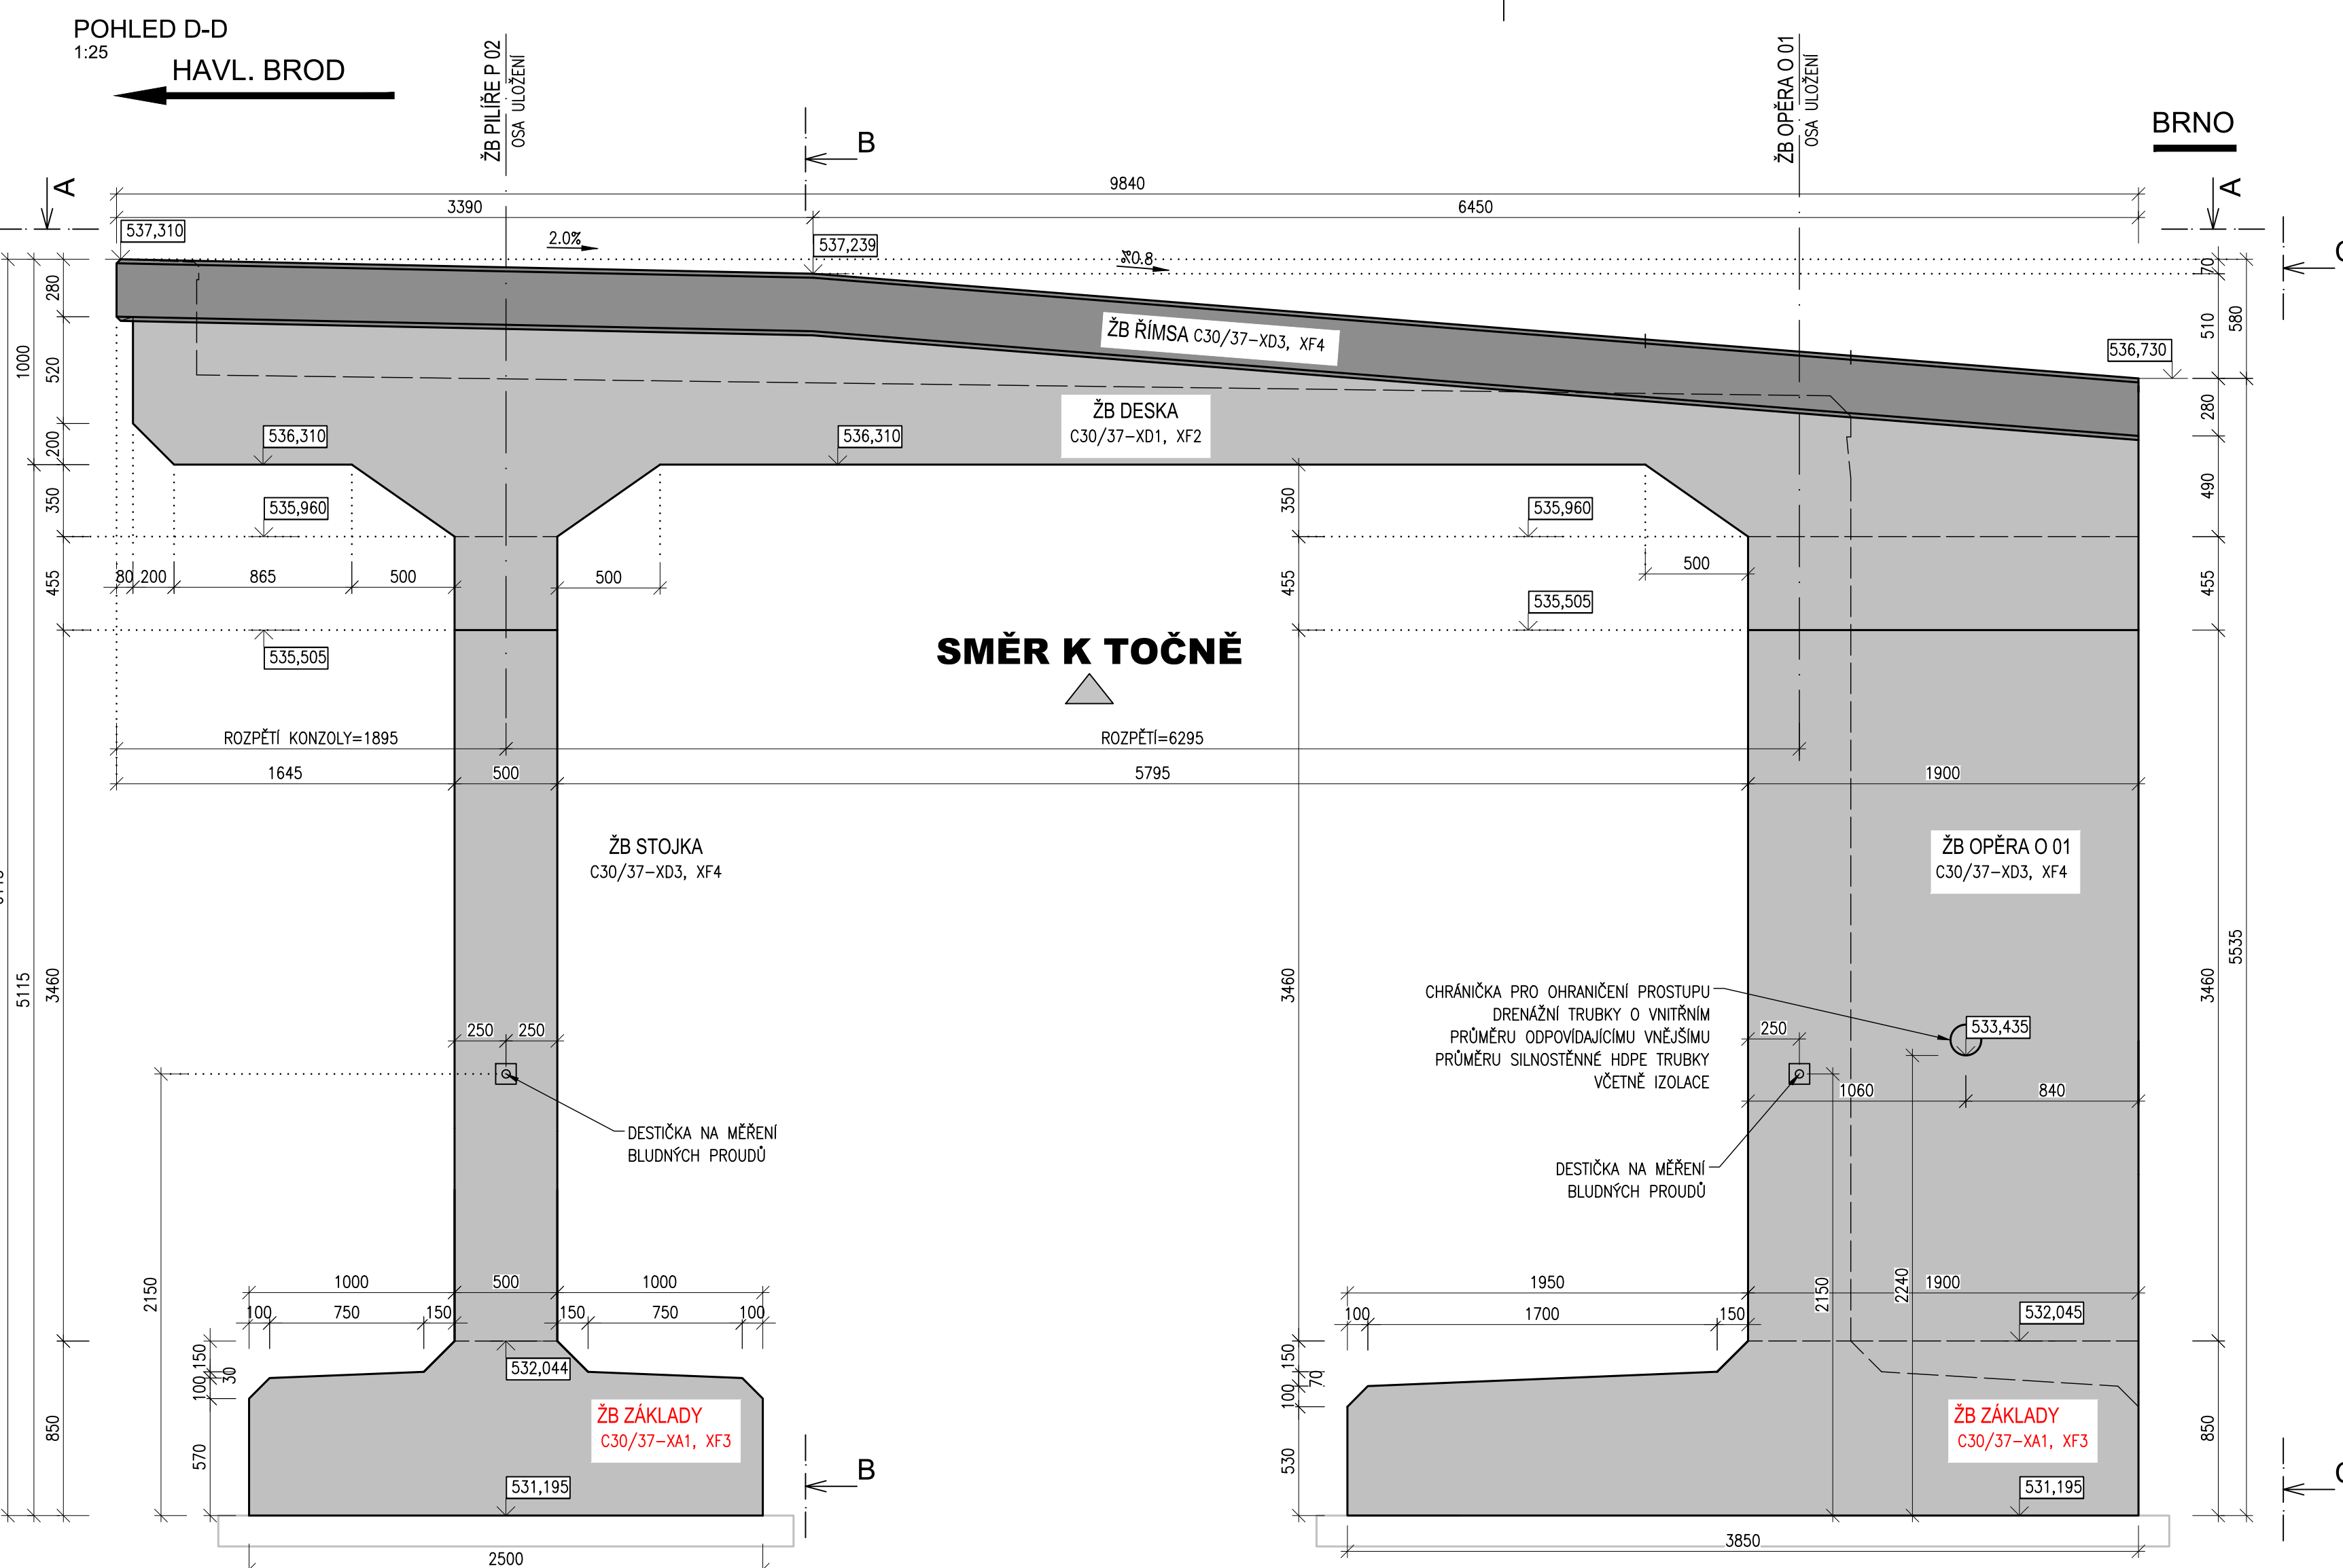 POHLED D-D
1:25
HAVL. BROD
ŽB PILÍŘE P 02
OSA ULOŽENÍ
B
ŽB OPĚRA O 01
OSA ULOŽENÍ
BRNO
A
A
9840
3390
6450
537,310
2.0%
537,239
8.0%
70
510
580
280
520
1000
200
350
455
ŽB ŘÍMSA C30/37-XD3, XF4
536,730
ŽB DESKA
C30/37-XD1, XF2
536,310
536,310
280
490
455
535,960
350
535,960
80
200
865
500
500
500
455
535,505
535,505
SMĚR K TOČNĚ
ROZPĚTÍ KONZOLY=1895
ROZPĚTÍ=6295
1645
500
5795
1900
ŽB STOJKA
C30/37-XD3, XF4
ŽB OPĚRA O 01
C30/37-XD3, XF4
5115
3460
3460
3460
5535
250
250
CHRÁNIČKA PRO OHRANIČENÍ PROSTUPU
DRENÁŽNÍ TRUBKY O VNITŘNÍM
PRŮMĚRU ODPOVÍDAJÍCÍMU VNĚJŠÍMU
PRŮMĚRU SILNOSTĚNNÉ HDPE TRUBKY
VČETNĚ IZOLACE
250
533,435
1060
840
DESTIČKA NA MĚŘENÍ
BLUDNÝCH PROUDŮ
DESTIČKA NA MĚŘENÍ
BLUDNÝCH PROUDŮ
2150
1000
500
1000
100
750
150
150
750
100
1950
1900
100
1700
150
2150
2240
532,045
532,044
150
30
100
570
850
150
70
100
530
850
ŽB ZÁKLADY
C30/37-XA1, XF3
ŽB ZÁKLADY
C30/37-XA1, XF3
531,195
531,195
B
2500
3850